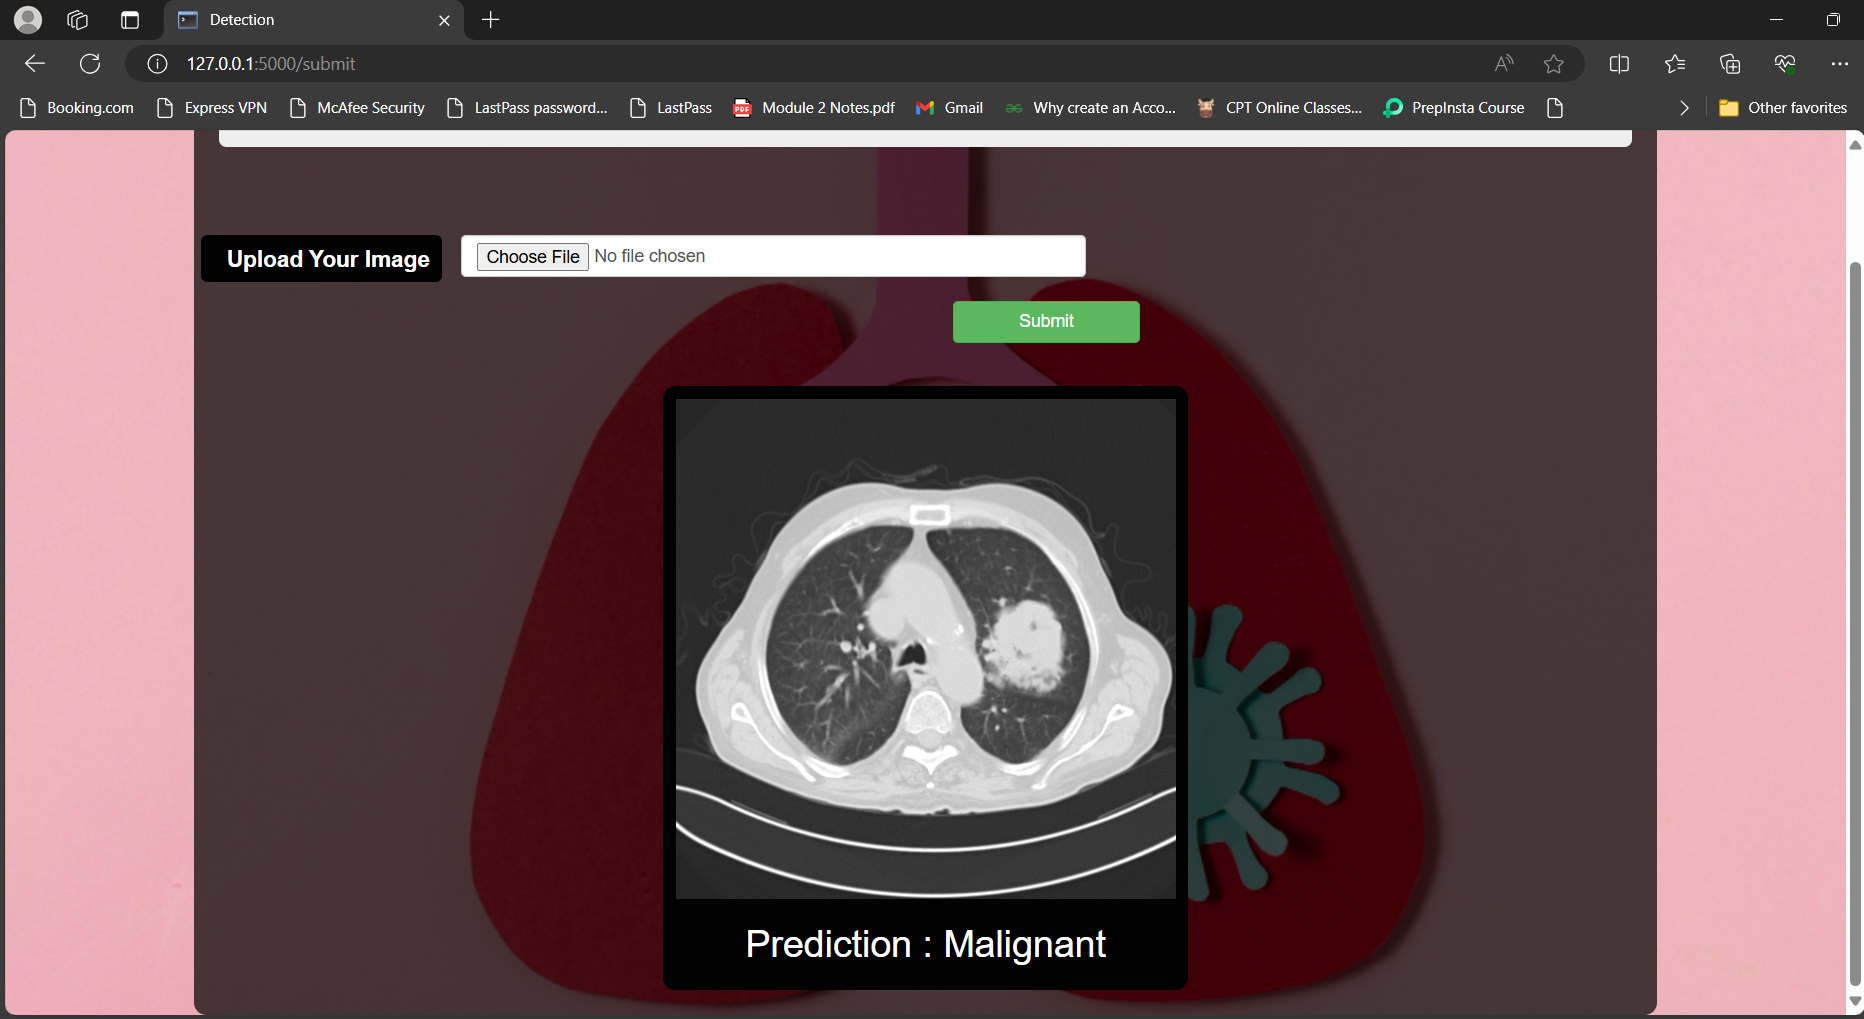 Detection
127.0.0.1:5000/submit
Booking.com Express VPN McAfee Security LastPass password... LastPass Module 2 Notes.pdf Gmail Why create an Acco... CPT Online Classes... PrepInsta Course Other favorites
Upload Your Image Choose File No file chosen
Submit
Prediction : Malignant